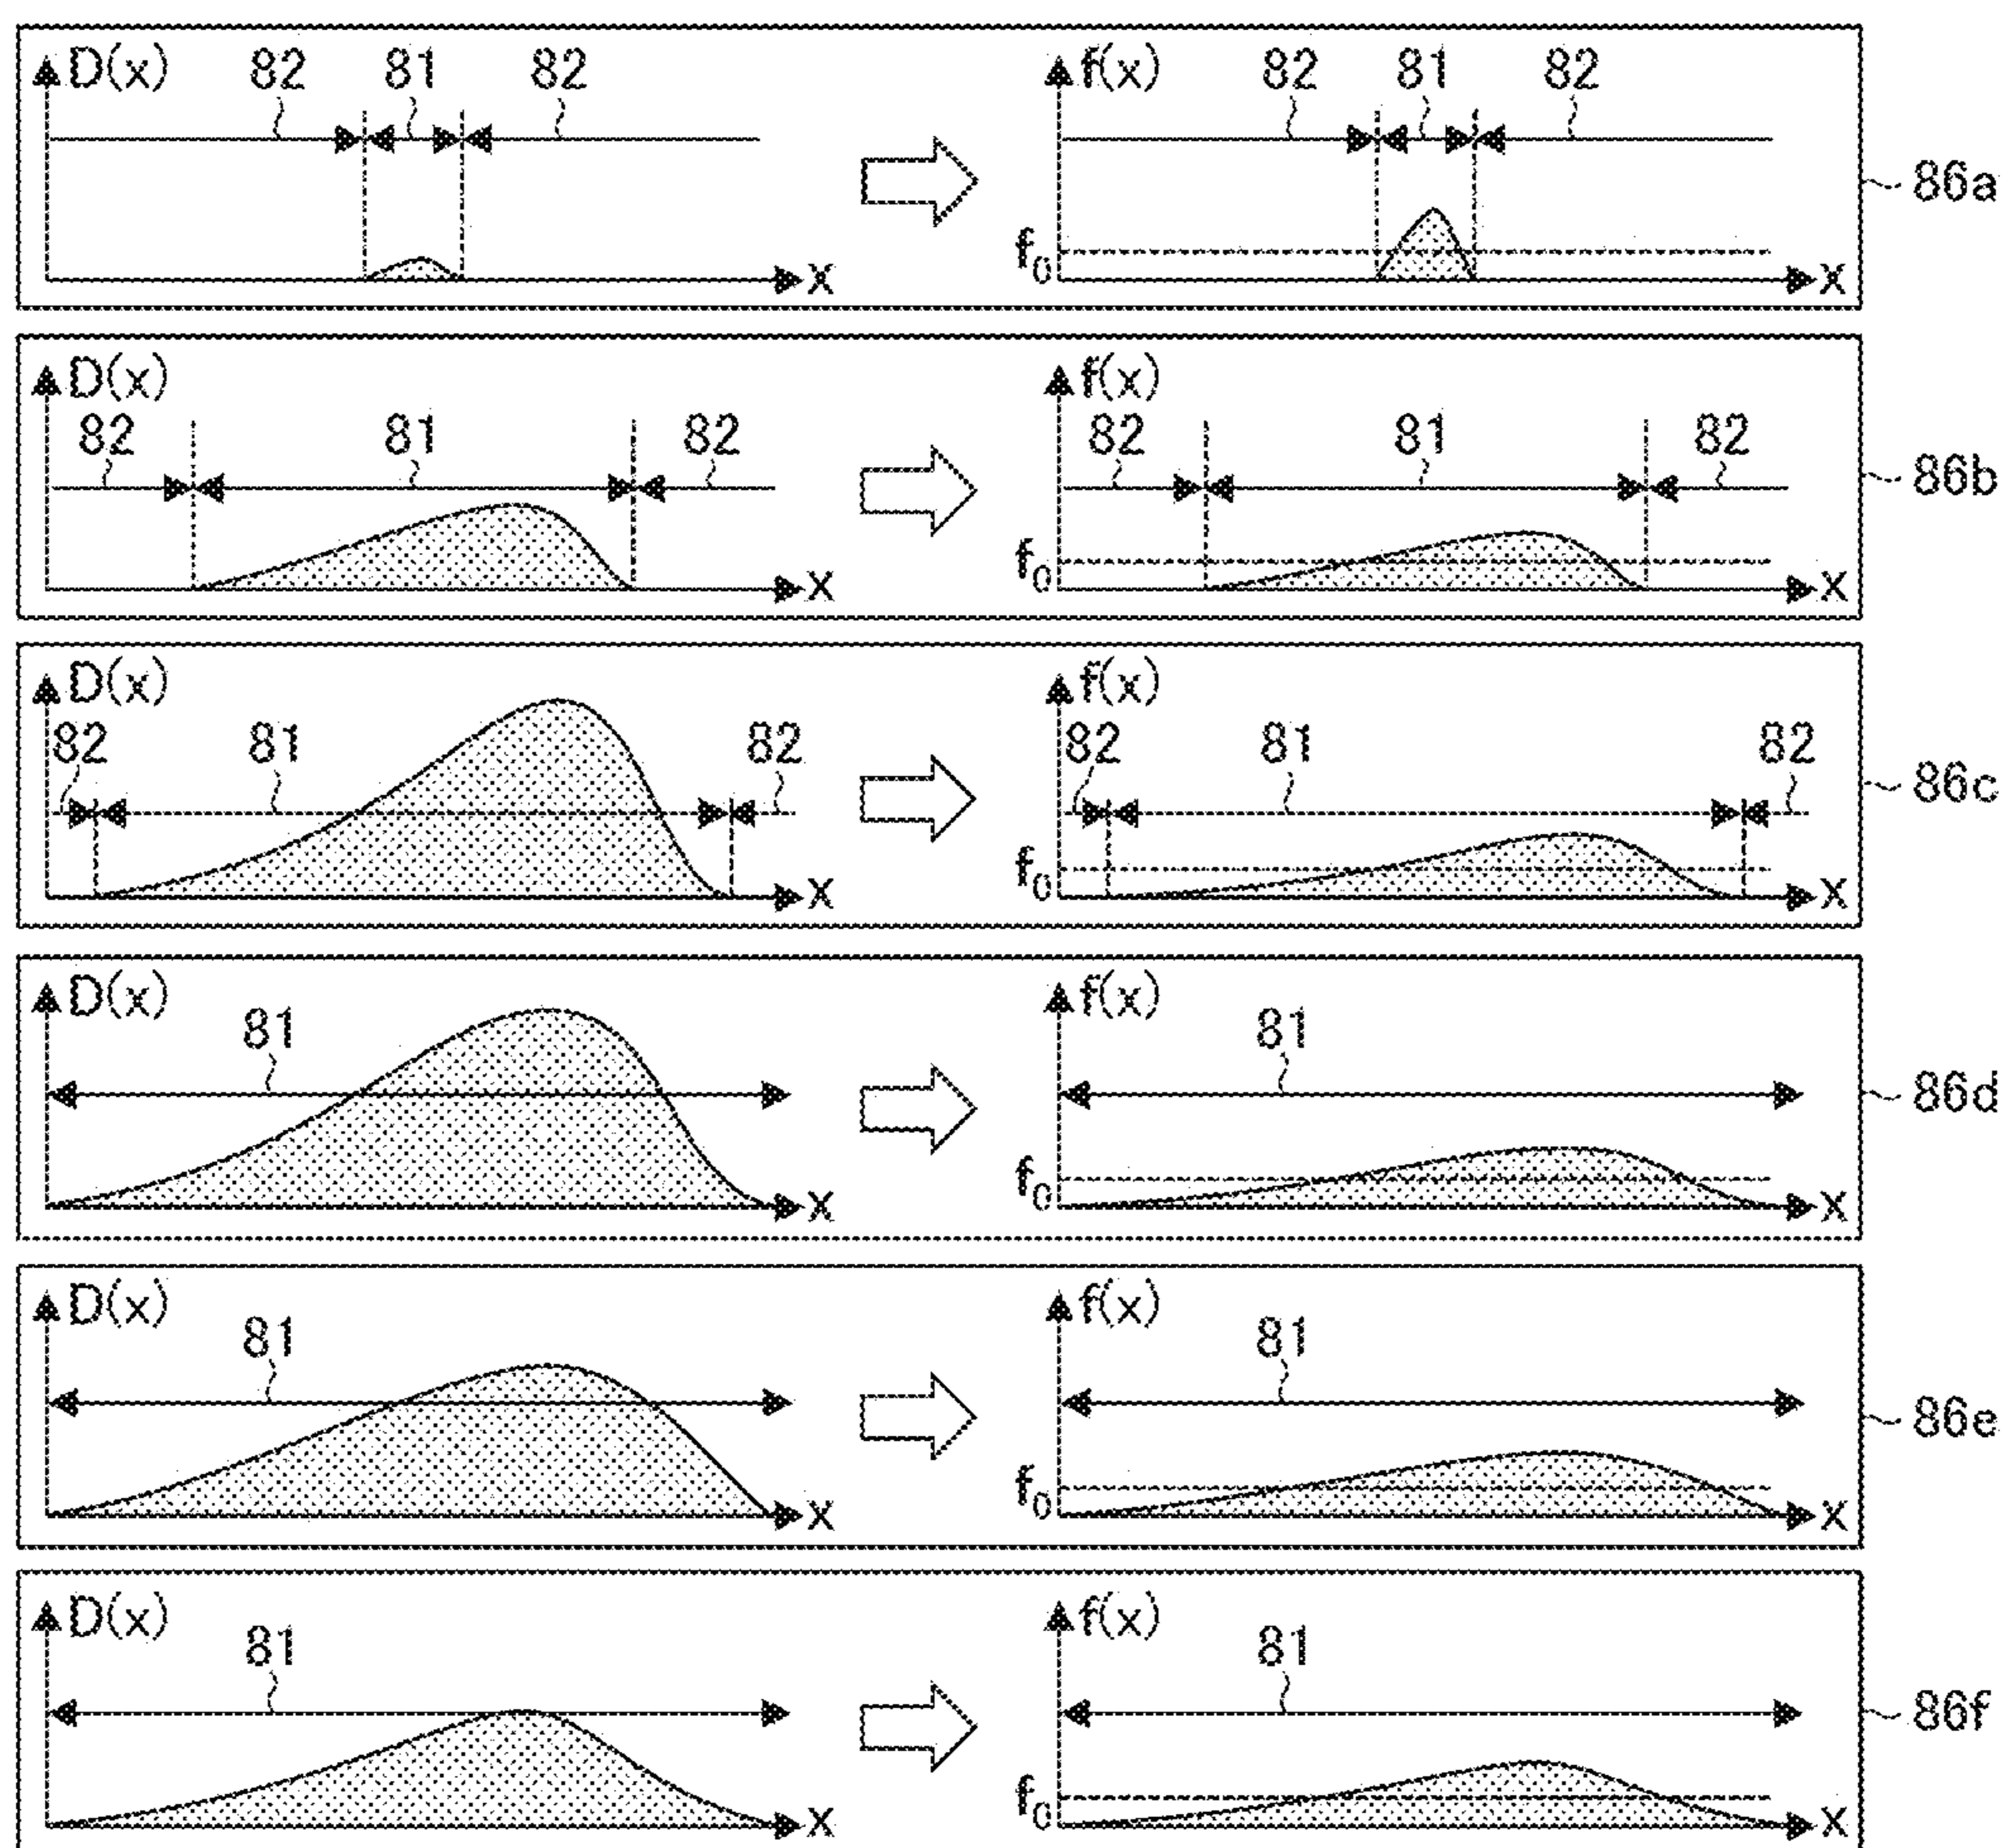 D(x) 82 81 82 f(x) 82 81 82
86a
f0
X X
D(x) f(x)
82 81 82 82 81 82
86b
f0
X X
D(x) f(x)
82 81 82 82 81 82
86c
f0
X X
D(x) f(x)
81 81
86d
f0
X X
D(x) f(x)
81 81
86e
f0
X X
D(x) f(x)
81 81
86f
f0
X X